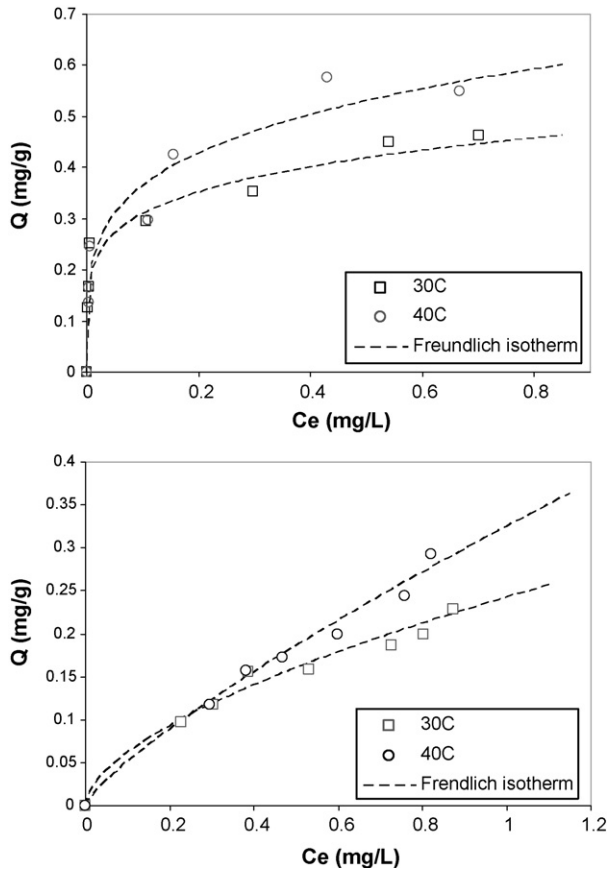 0.7
0.6
0.5
0.4
0.3
0.2
0.1
0
Q (mg/g)
30C
40C
Freundlich isotherm
0 0.2 0.4 0.6 0.8
Ce (mg/L)
0.4
0.35
0.3
0.25
0.2
0.15
0.1
0.05
0
Q (mg/g)
30C
40C
Frendlich isotherm
0 0.2 0.4 0.6 0.8 1 1.2
Ce (mg/L)